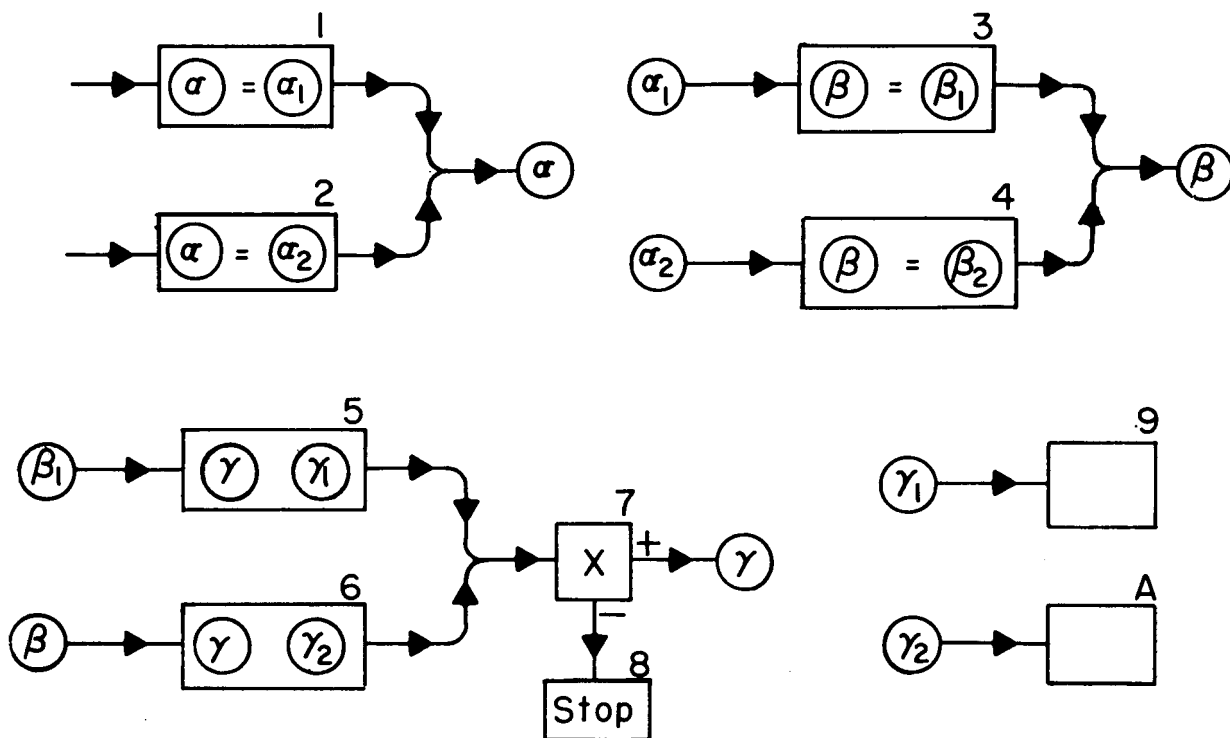 1
α = α₁
2
α = α₂
α
3
α₁ β = β₁
4
α₂ β = β₂
β
5
β₁ γ γ₁
6
β γ γ₂
7
X + γ
−
8
Stop
9
γ₁
A
γ₂